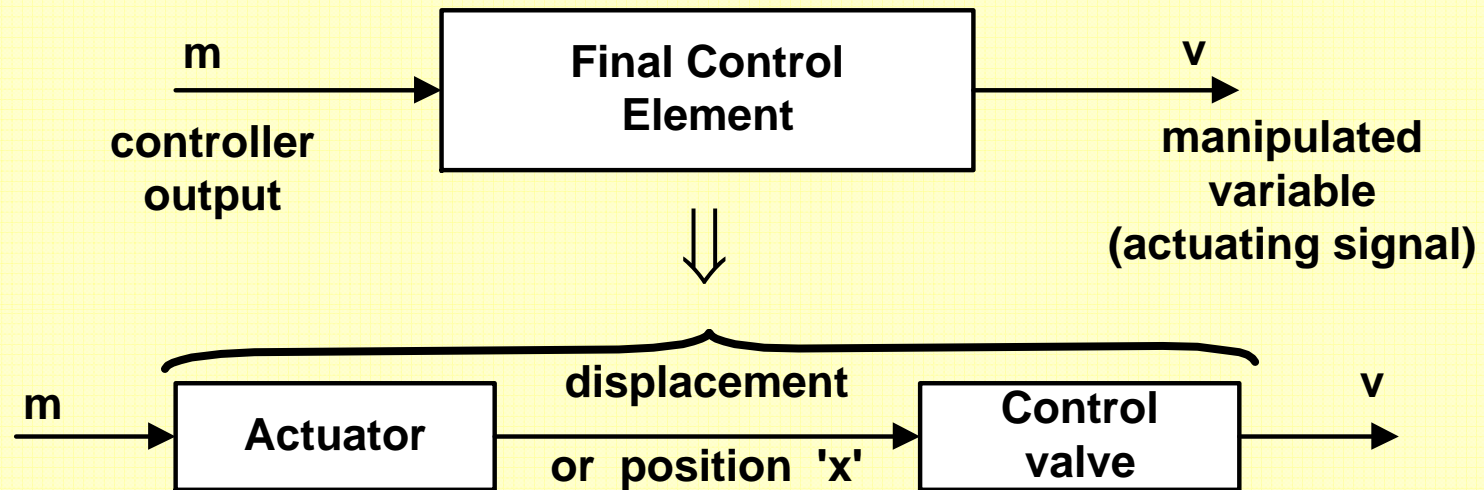 m
Final Control
Element
v
controller
output
manipulated
variable
(actuating signal)
⇓
m
Actuator
displacement
or position 'x'
Control
valve
v